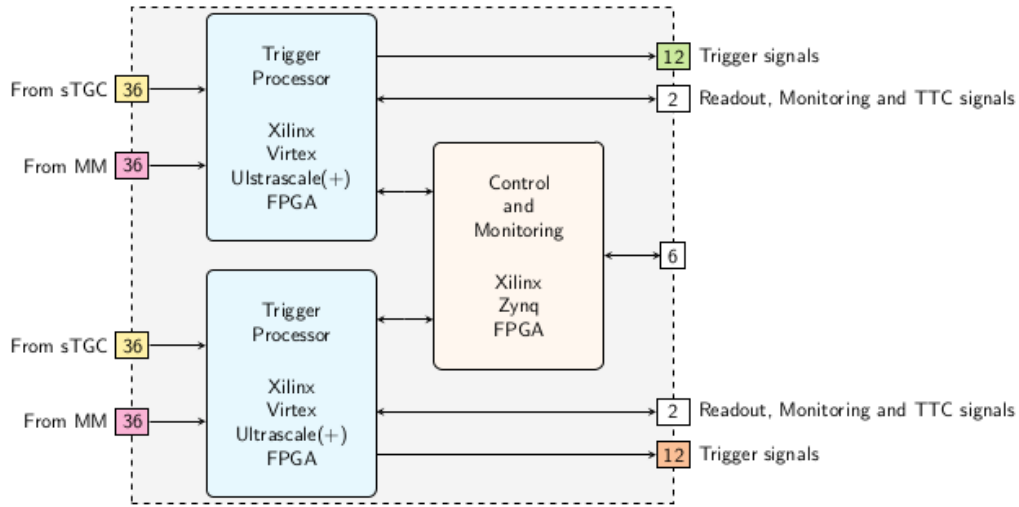 Trigger
Processor
Xilinx
Virtex
Ulstrascale(+)
FPGA
From sTGC 36
From MM 36
12 Trigger signals
2 Readout, Monitoring and TTC signals
Control
and
Monitoring
Xilinx
Zynq
FPGA
6
Trigger
Processor
Xilinx
Virtex
Ultrascale(+)
FPGA
From sTGC 36
From MM 36
2 Readout, Monitoring and TTC signals
12 Trigger signals